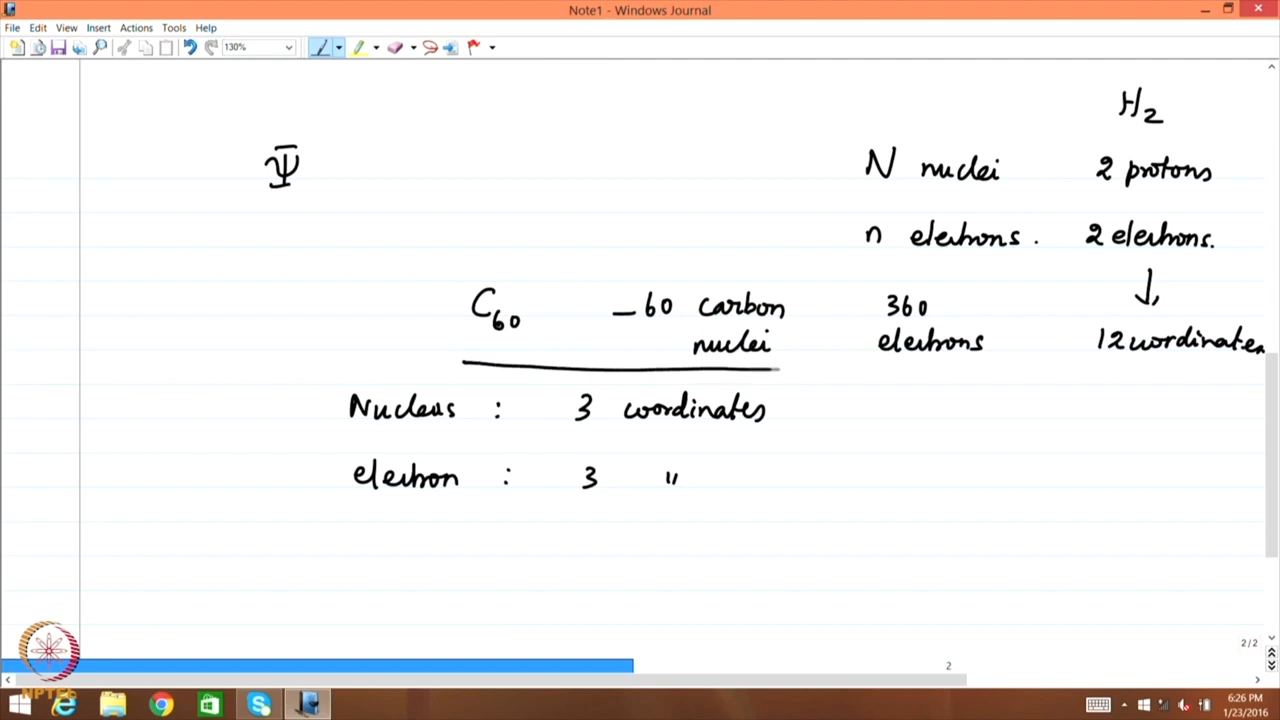 Note1 - Windows Journal
File Edit View Insert Actions Tools Help
130%
H2
Ψ N nuclei 2 protons
n electrons. 2 electrons.
↓
C60 – 60 carbon nuclei 360 electrons 12 coordinates
Nucleus : 3 coordinates
electron : 3 "
2/2
2
NPTEL
6:26 PM
1/23/2016